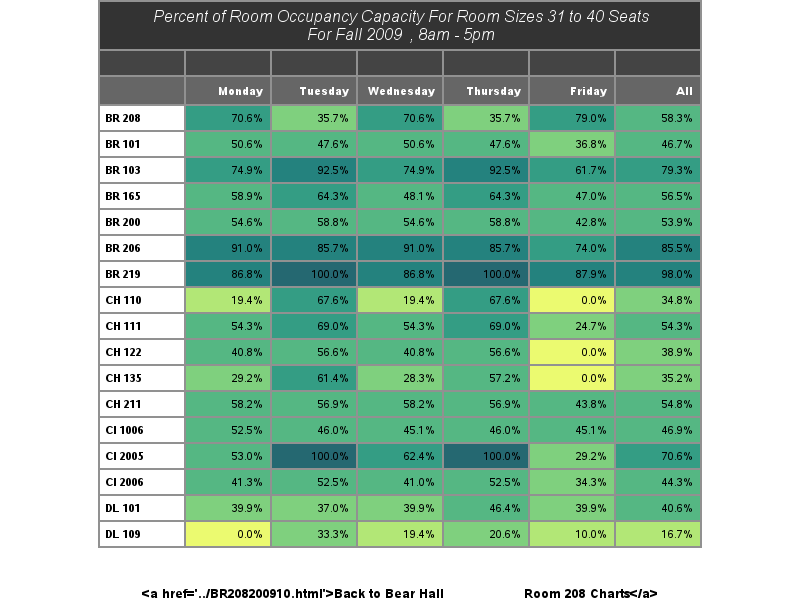 Percent of Room Occupancy Capacity For Room Sizes 31 to 40 Seats
For Fall 2009 , 8am - 5pm
Monday Tuesday Wednesday Thursday Friday All
BR 208 70.6% 35.7% 70.6% 35.7% 79.0% 58.3%
BR 101 50.6% 47.6% 50.6% 47.6% 36.8% 46.7%
BR 103 74.9% 92.5% 74.9% 92.5% 61.7% 79.3%
BR 165 58.9% 64.3% 48.1% 64.3% 47.0% 56.5%
BR 200 54.6% 58.8% 54.6% 58.8% 42.8% 53.9%
BR 206 91.0% 85.7% 91.0% 85.7% 74.0% 85.5%
BR 219 86.8% 100.0% 86.8% 100.0% 87.9% 98.0%
CH 110 19.4% 67.6% 19.4% 67.6% 0.0% 34.8%
CH 111 54.3% 69.0% 54.3% 69.0% 24.7% 54.3%
CH 122 40.8% 56.6% 40.8% 56.6% 0.0% 38.9%
CH 135 29.2% 61.4% 28.3% 57.2% 0.0% 35.2%
CH 211 58.2% 56.9% 58.2% 56.9% 43.8% 54.8%
CI 1006 52.5% 46.0% 45.1% 46.0% 45.1% 46.9%
CI 2005 53.0% 100.0% 62.4% 100.0% 29.2% 70.6%
CI 2006 41.3% 52.5% 41.0% 52.5% 34.3% 44.3%
DL 101 39.9% 37.0% 39.9% 46.4% 39.9% 40.6%
DL 109 0.0% 33.3% 19.4% 20.6% 10.0% 16.7%
<a href='../BR208200910.html'>Back to Bear Hall Room 208 Charts</a>